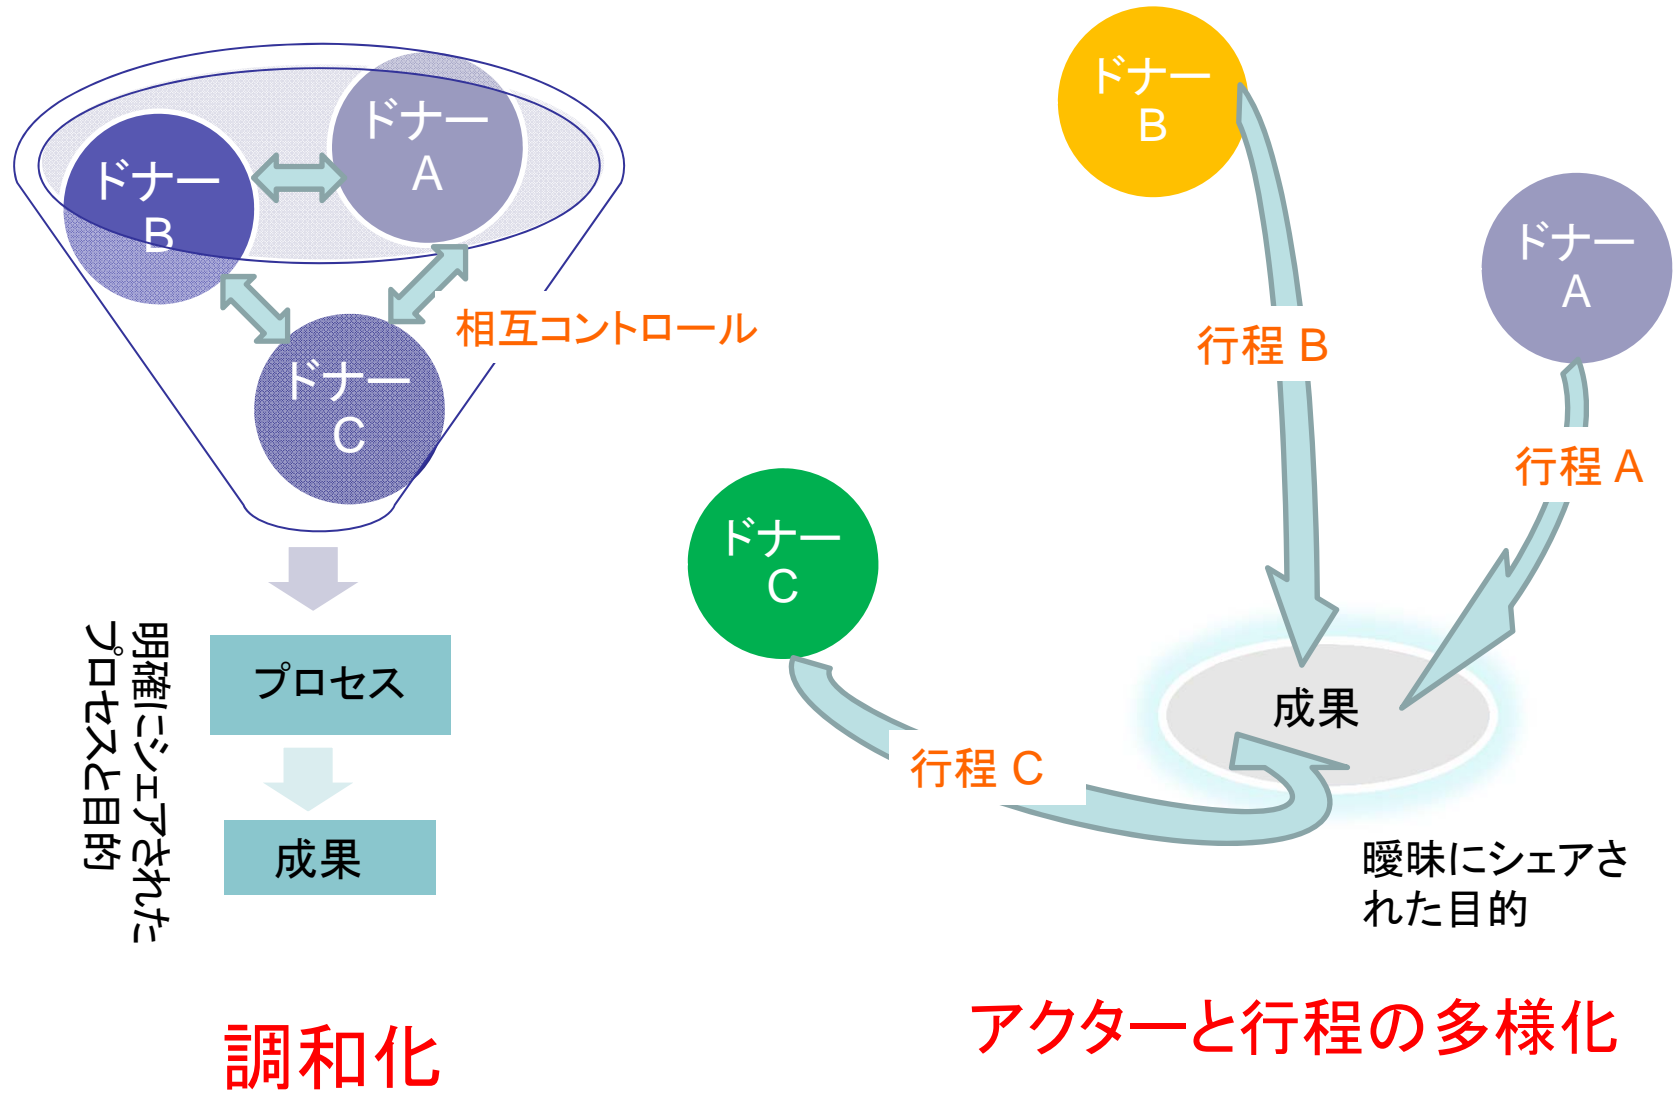 ドナー
A
ドナー
B
ドナー
C
相互コントロール
プロセス
成果
明確にシェアされた
プロセスと目的
調和化
ドナー
B
ドナー
A
ドナー
C
行程 B
行程 A
行程 C
成果
曖昧にシェアさ
れた目的
アクターと行程の多様化